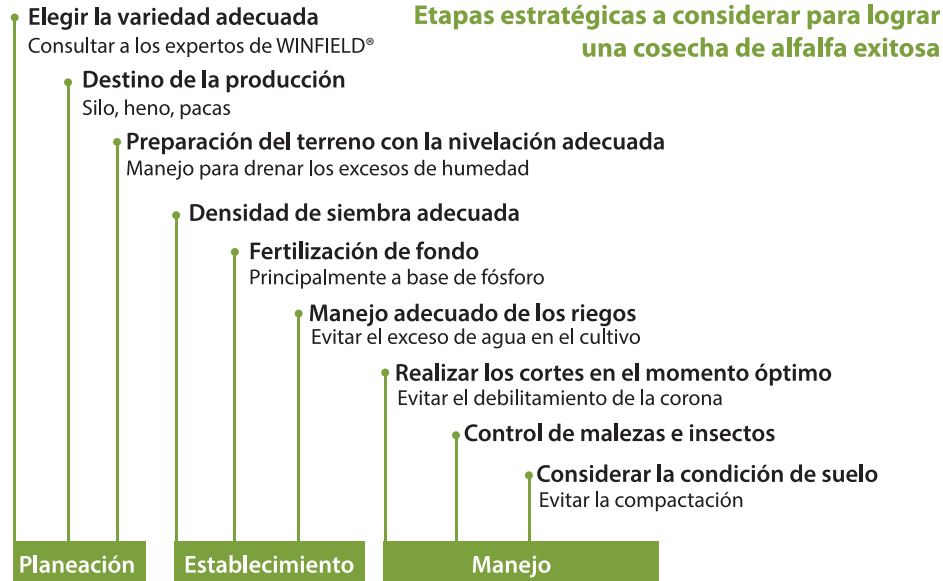 Elegir la variedad adecuada
Consultar a los expertos de WINFIELD®
Etapas estratégicas a considerar para lograr
una cosecha de alfalfa exitosa
Destino de la producción
Silo, heno, pacas
Preparación del terreno con la nivelación adecuada
Manejo para drenar los excesos de humedad
Densidad de siembra adecuada
Fertilización de fondo
Principalmente a base de fósforo
Manejo adecuado de los riegos
Evitar el exceso de agua en el cultivo
Realizar los cortes en el momento óptimo
Evitar el debilitamiento de la corona
Control de malezas e insectos
Considerar la condición de suelo
Evitar la compactación
Planeación
Establecimiento
Manejo